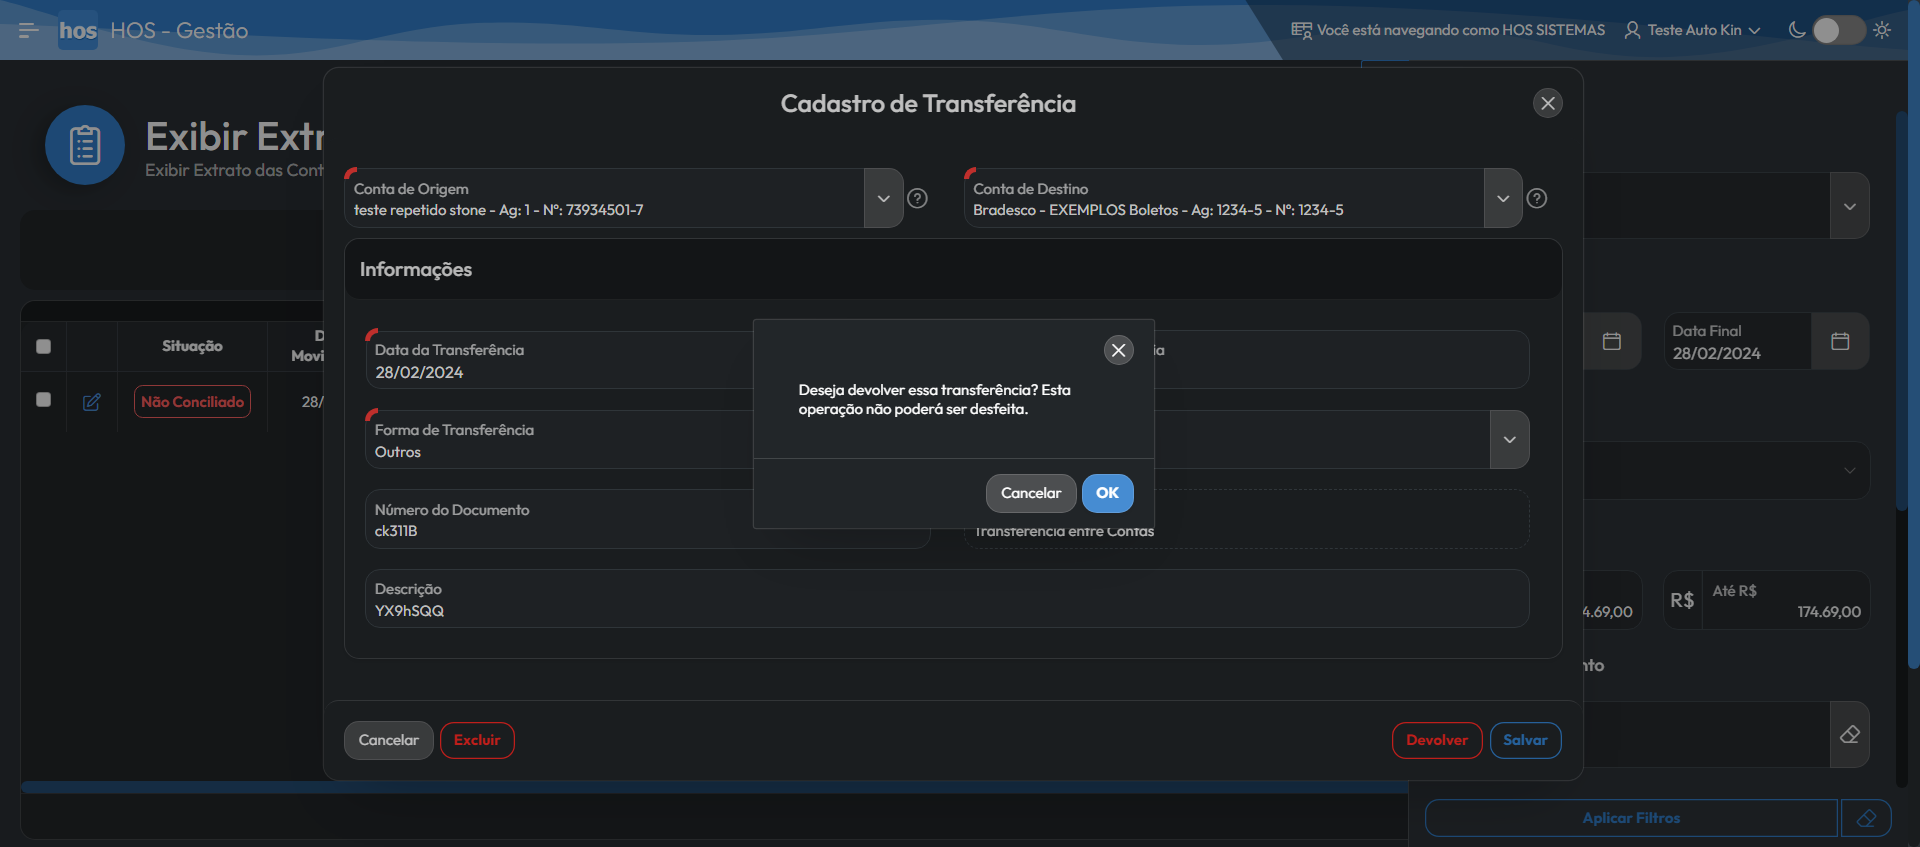 hos HOS - Gestão
Você está navegando como HOS SISTEMAS
Teste Auto Kin
Cadastro de Transferência
Exibir Extr
Exibir Extrato das Cont
Conta de Origem
teste repetido stone - Ag: 1 - Nº: 73934501-7
Conta de Destino
Bradesco - EXEMPLOS Boletos - Ag: 1234-5 - Nº: 1234-5
Informações
Situação
D
Movi
Não Conciliado
28/
Data da Transferência
28/02/2024
ia
Forma de Transferência
Outros
Número do Documento
ck311B
Transferência entre Contas
Descrição
YX9hSQQ
Deseja devolver essa transferência? Esta
operação não poderá ser desfeita.
Cancelar
OK
Cancelar
Excluir
Devolver
Salvar
Data Final
28/02/2024
4.69,00
R$
Até R$
174.69,00
nto
Aplicar Filtros